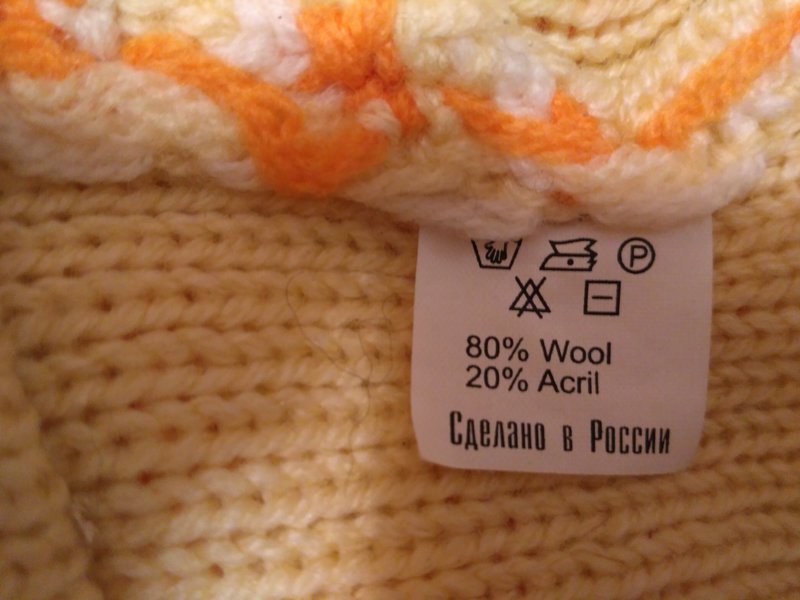 P
80% Wool
20% Acril
Сделано в России